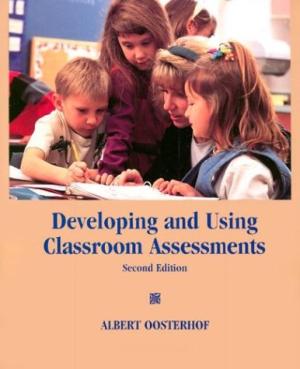 Developing and Using
Classroom Assessments
Second Edition
ALBERT OOSTERHOF